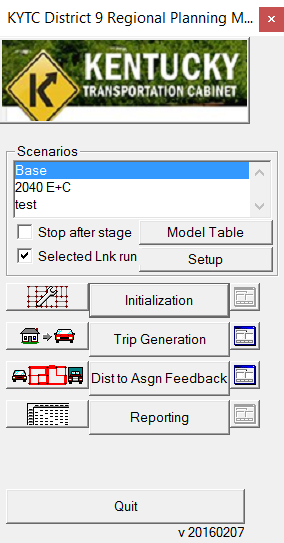 KYTC District 9 Regional Planning M...
KENTUCKY
TRANSPORTATION CABINET
Scenarios
Base
2040 E+C
test
Stop after stage
Model Table
Selected Lnk run
Setup
Initialization
Trip Generation
Dist to Asgn Feedback
Reporting
Quit
v 20160207